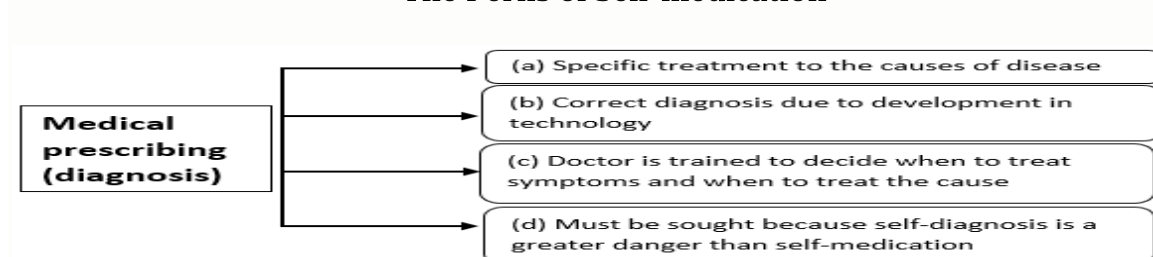 (a) Specific treatment to the causes of disease
(b) Correct diagnosis due to development in
technology
Medical
prescribing
(diagnosis)
(c) Doctor is trained to decide when to treat
symptoms and when to treat the cause
(d) Must be sought because self-diagnosis is a
greater danger than self-medication